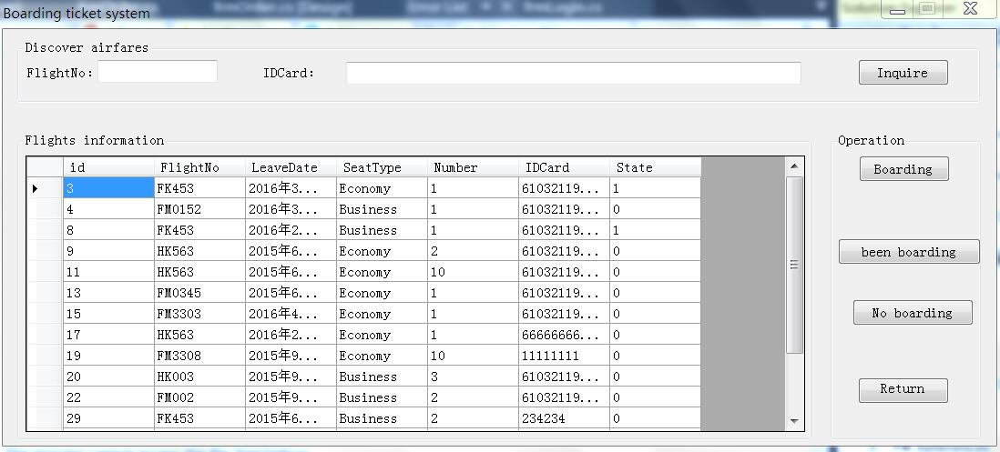 Boarding ticket system
Discover airfares
FlightNo: IDCard: Inquire
Flights information
Operation
id FlightNo LeaveDate SeatType Number IDCard State
3 FK453 2016年3... Economy 1 61032119... 1
4 FM0152 2016年3... Business 1 61032119... 0
8 FK453 2016年2... Business 1 61032119... 1
9 HK563 2015年6... Economy 2 61032119... 0
11 HK563 2015年6... Economy 10 61032119... 0
13 FM0345 2015年6... Economy 1 61032119... 0
15 FM3303 2016年4... Economy 1 61032119... 0
17 HK563 2016年2... Economy 1 66666666... 0
19 FM3308 2015年9... Economy 10 11111111 0
20 HK003 2015年9... Business 3 61032119... 0
22 FM002 2015年9... Business 2 61032119... 0
29 FK453 2015年6... Business 2 234234 0
Boarding
been boarding
No boarding
Return